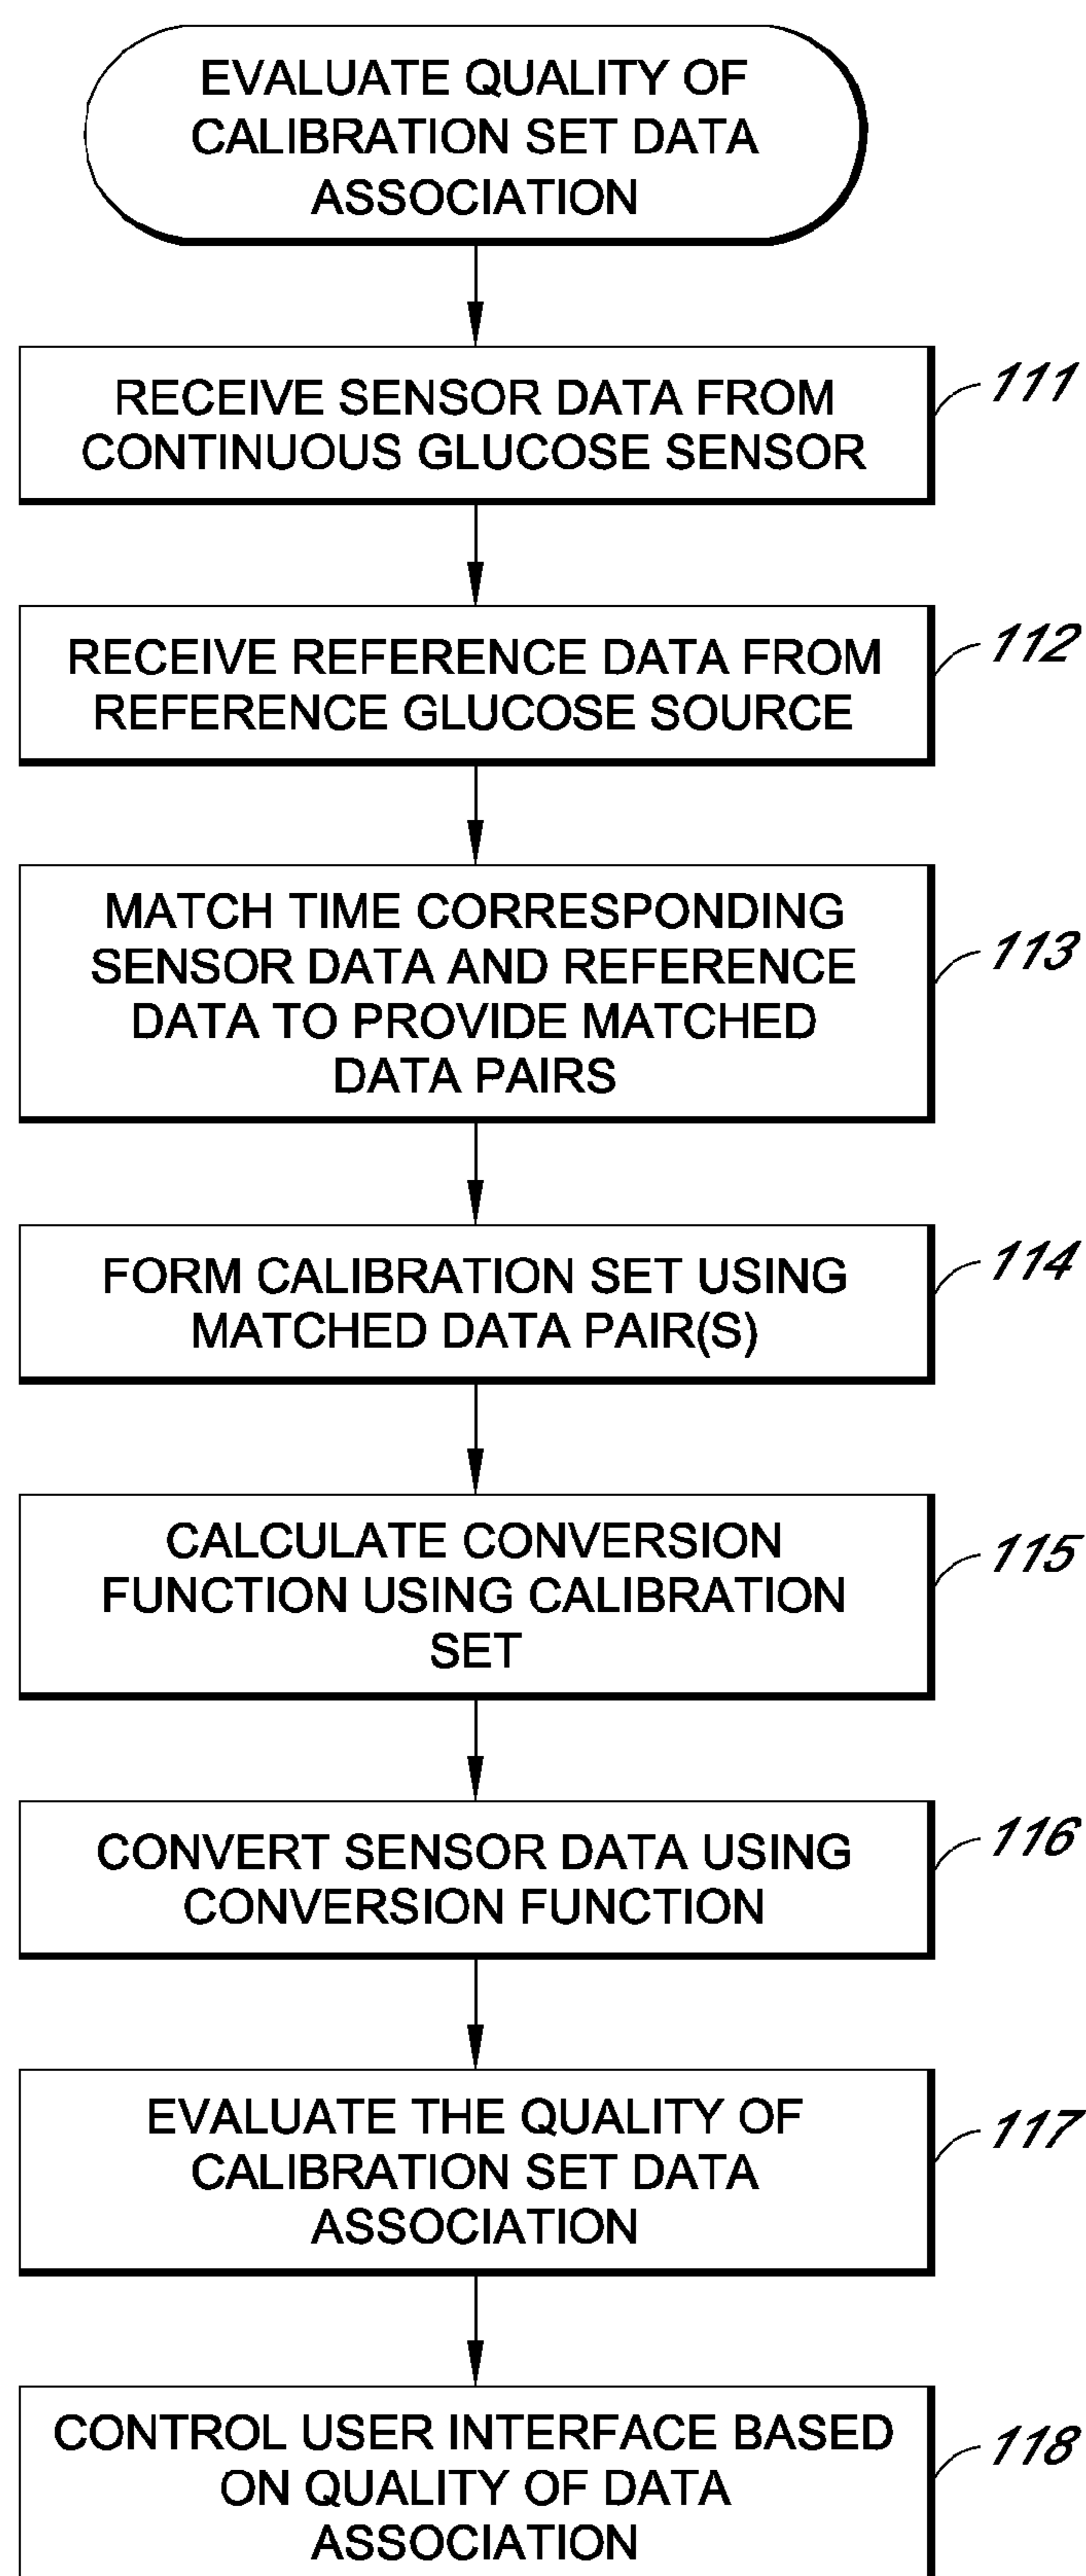 EVALUATE QUALITY OF
CALIBRATION SET DATA
ASSOCIATION
RECEIVE SENSOR DATA FROM
CONTINUOUS GLUCOSE SENSOR
111
RECEIVE REFERENCE DATA FROM
REFERENCE GLUCOSE SOURCE
112
MATCH TIME CORRESPONDING
SENSOR DATA AND REFERENCE
DATA TO PROVIDE MATCHED
DATA PAIRS
113
FORM CALIBRATION SET USING
MATCHED DATA PAIR(S)
114
CALCULATE CONVERSION
FUNCTION USING CALIBRATION
SET
115
CONVERT SENSOR DATA USING
CONVERSION FUNCTION
116
EVALUATE THE QUALITY OF
CALIBRATION SET DATA
ASSOCIATION
117
CONTROL USER INTERFACE BASED
ON QUALITY OF DATA
ASSOCIATION
118